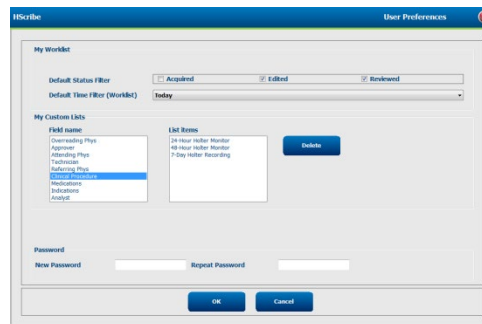 HScribe User Preferences
My Worklist
Default Status Filter Acquired Edited Reviewed
Default Time Filter (Worklist) Today
My Custom Lists
Field name List items
Overreading Phys 24-Hour Holter Monitor
Approver 48-Hour Holter Monitor
Attending Phys 7-Day Holter Recording
Technician
Referring Phys
Clinical Procedure
Medications
Indications
Analyst
Delete
Password
New Password Repeat Password
OK Cancel